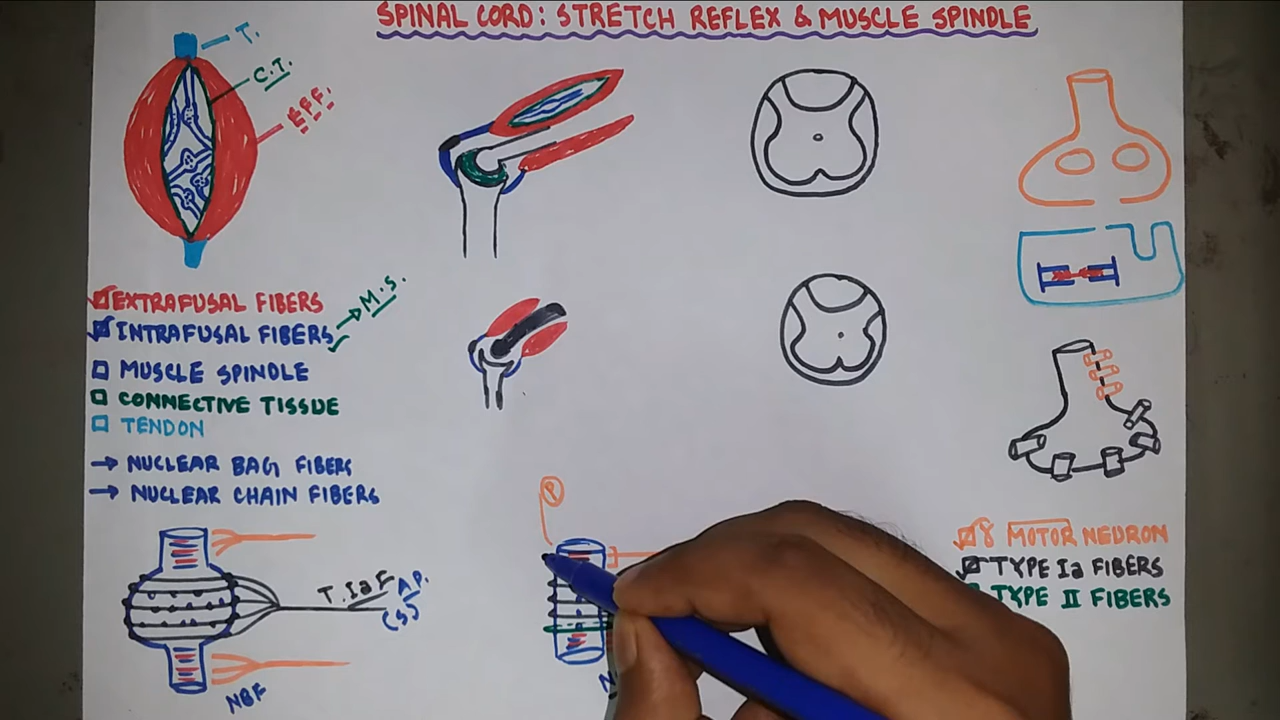 SPINAL CORD: STRETCH REFLEX & MUSCLE SPINDLE
T.
C.T.
E.F.F.
EXTRAFUSAL FIBERS
M.S.
INTRAFUSAL FIBERS
MUSCLE SPINDLE
CONNECTIVE TISSUE
TENDON
→ NUCLEAR BAG FIBERS
→ NUCLEAR CHAIN FIBERS
T. Ia F
A.P.
(S)
NBF
P
N
γ MOTOR NEURON
TYPE Ia FIBERS
TYPE II FIBERS